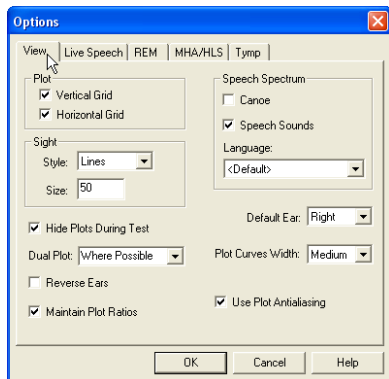 Options
View Live Speech REM MHA/HLS Tymp
Plot
Vertical Grid
Horizontal Grid
Sight
Style: Lines
Size: 50
Hide Plots During Test
Dual Plot: Where Possible
Reverse Ears
Maintain Plot Ratios
Speech Spectrum
Canoe
Speech Sounds
Language:
<Default>
Default Ear: Right
Plot Curves Width: Medium
Use Plot Antialiasing
OK Cancel Help